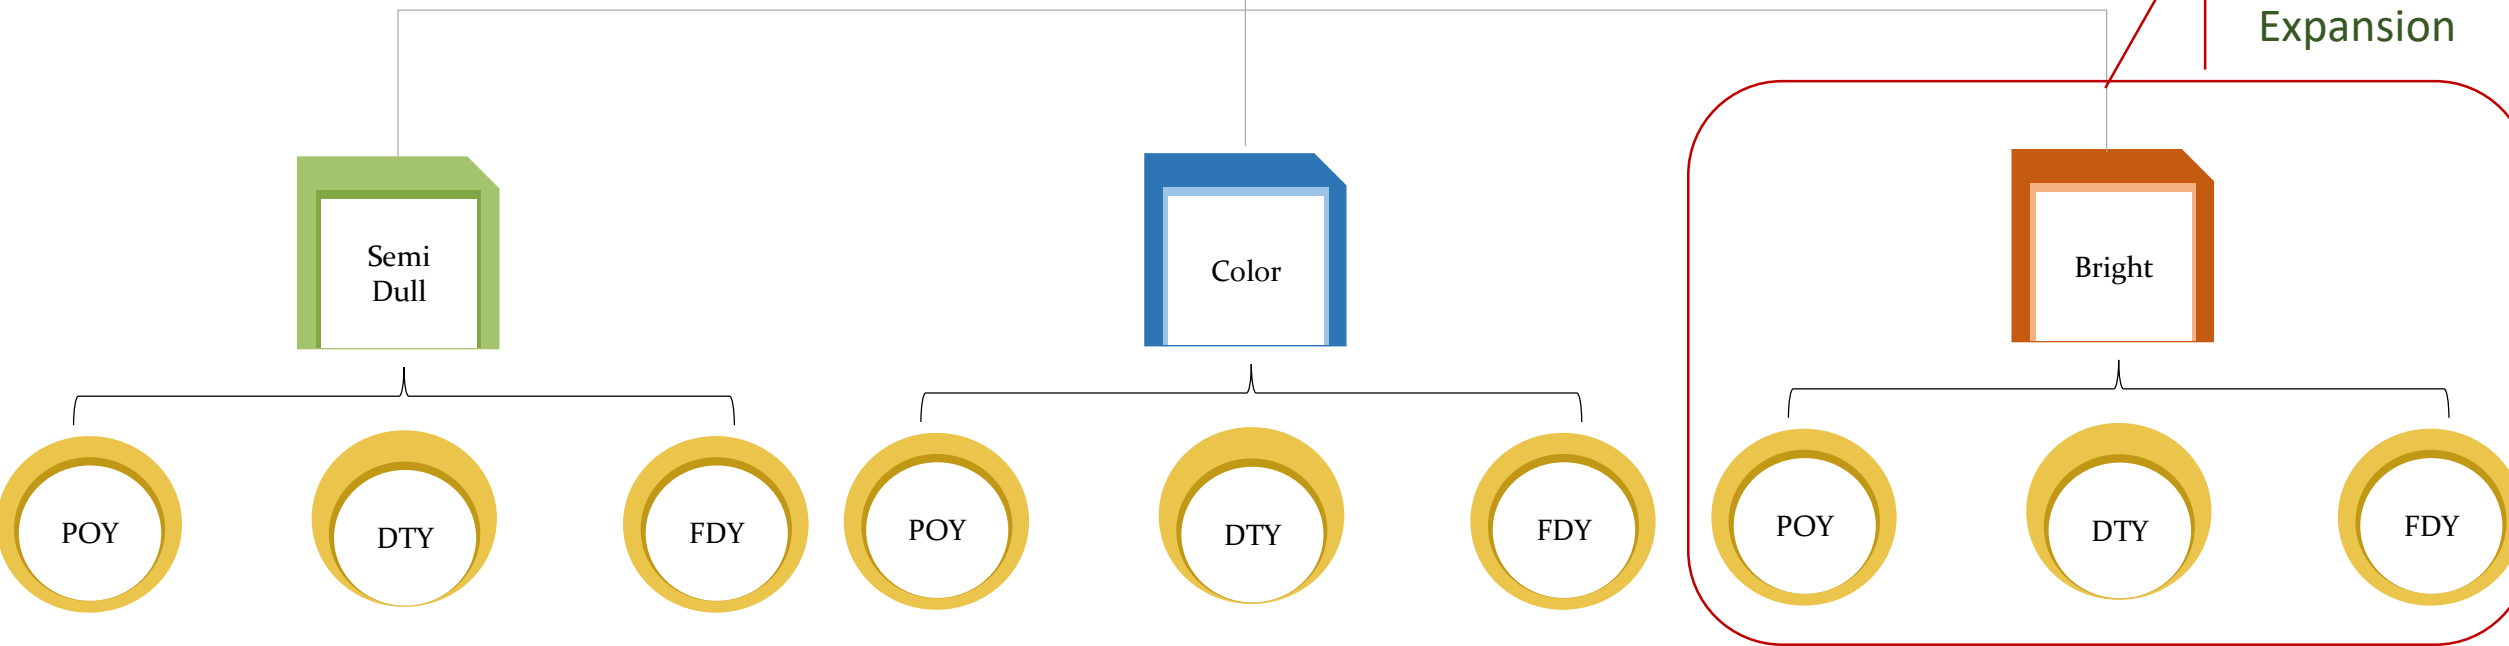 Expansion
Semi
Dull
Color
Bright
POY
DTY
FDY
POY
DTY
FDY
POY
DTY
FDY